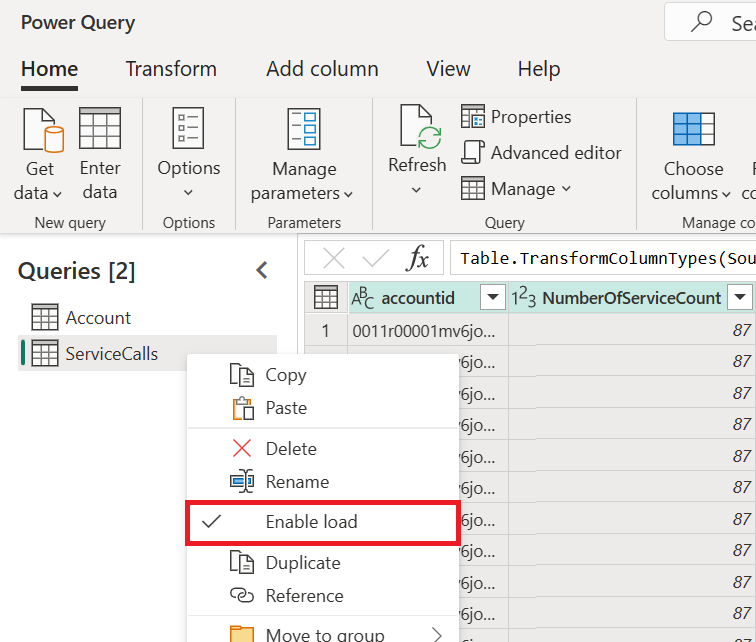 Power Query
Sea
Home Transform Add column View Help
Get data
Enter data
Options
Manage parameters
Refresh
Properties
Advanced editor
Manage
Choose columns
New query
Options
Parameters
Query
Manage co
Queries [2]
Account
ServiceCalls
fx Table.TransformColumnTypes(Sou
ABC accountid 123 NumberOfServiceCount
1 0011r00001mv6jo... 87
v6jo... 87
v6jo... 87
v6jo... 87
v6jo... 87
v6jo... 87
v6jo... 87
v6jo... 87
v6jo... 87
v6jo... 87
Copy
Paste
Delete
Rename
Enable load
Duplicate
Reference
Move to group